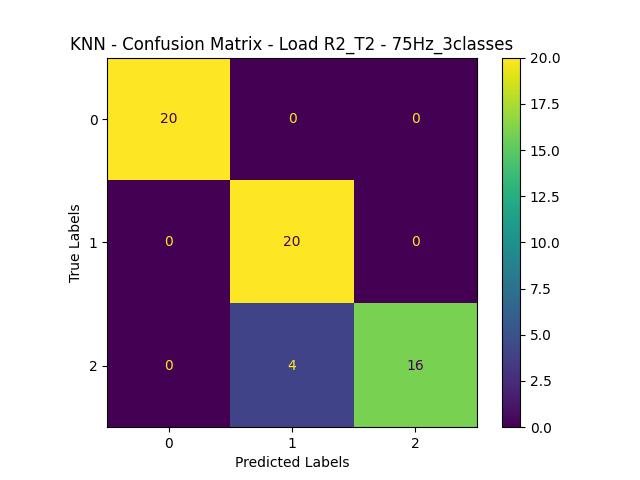 KNN - Confusion Matrix - Load R2_T2 - 75Hz_3classes
True Labels
0
20 0 0
1
0 20 0
2
0 4 16
0 1 2
Predicted Labels
20.0
17.5
15.0
12.5
10.0
7.5
5.0
2.5
0.0